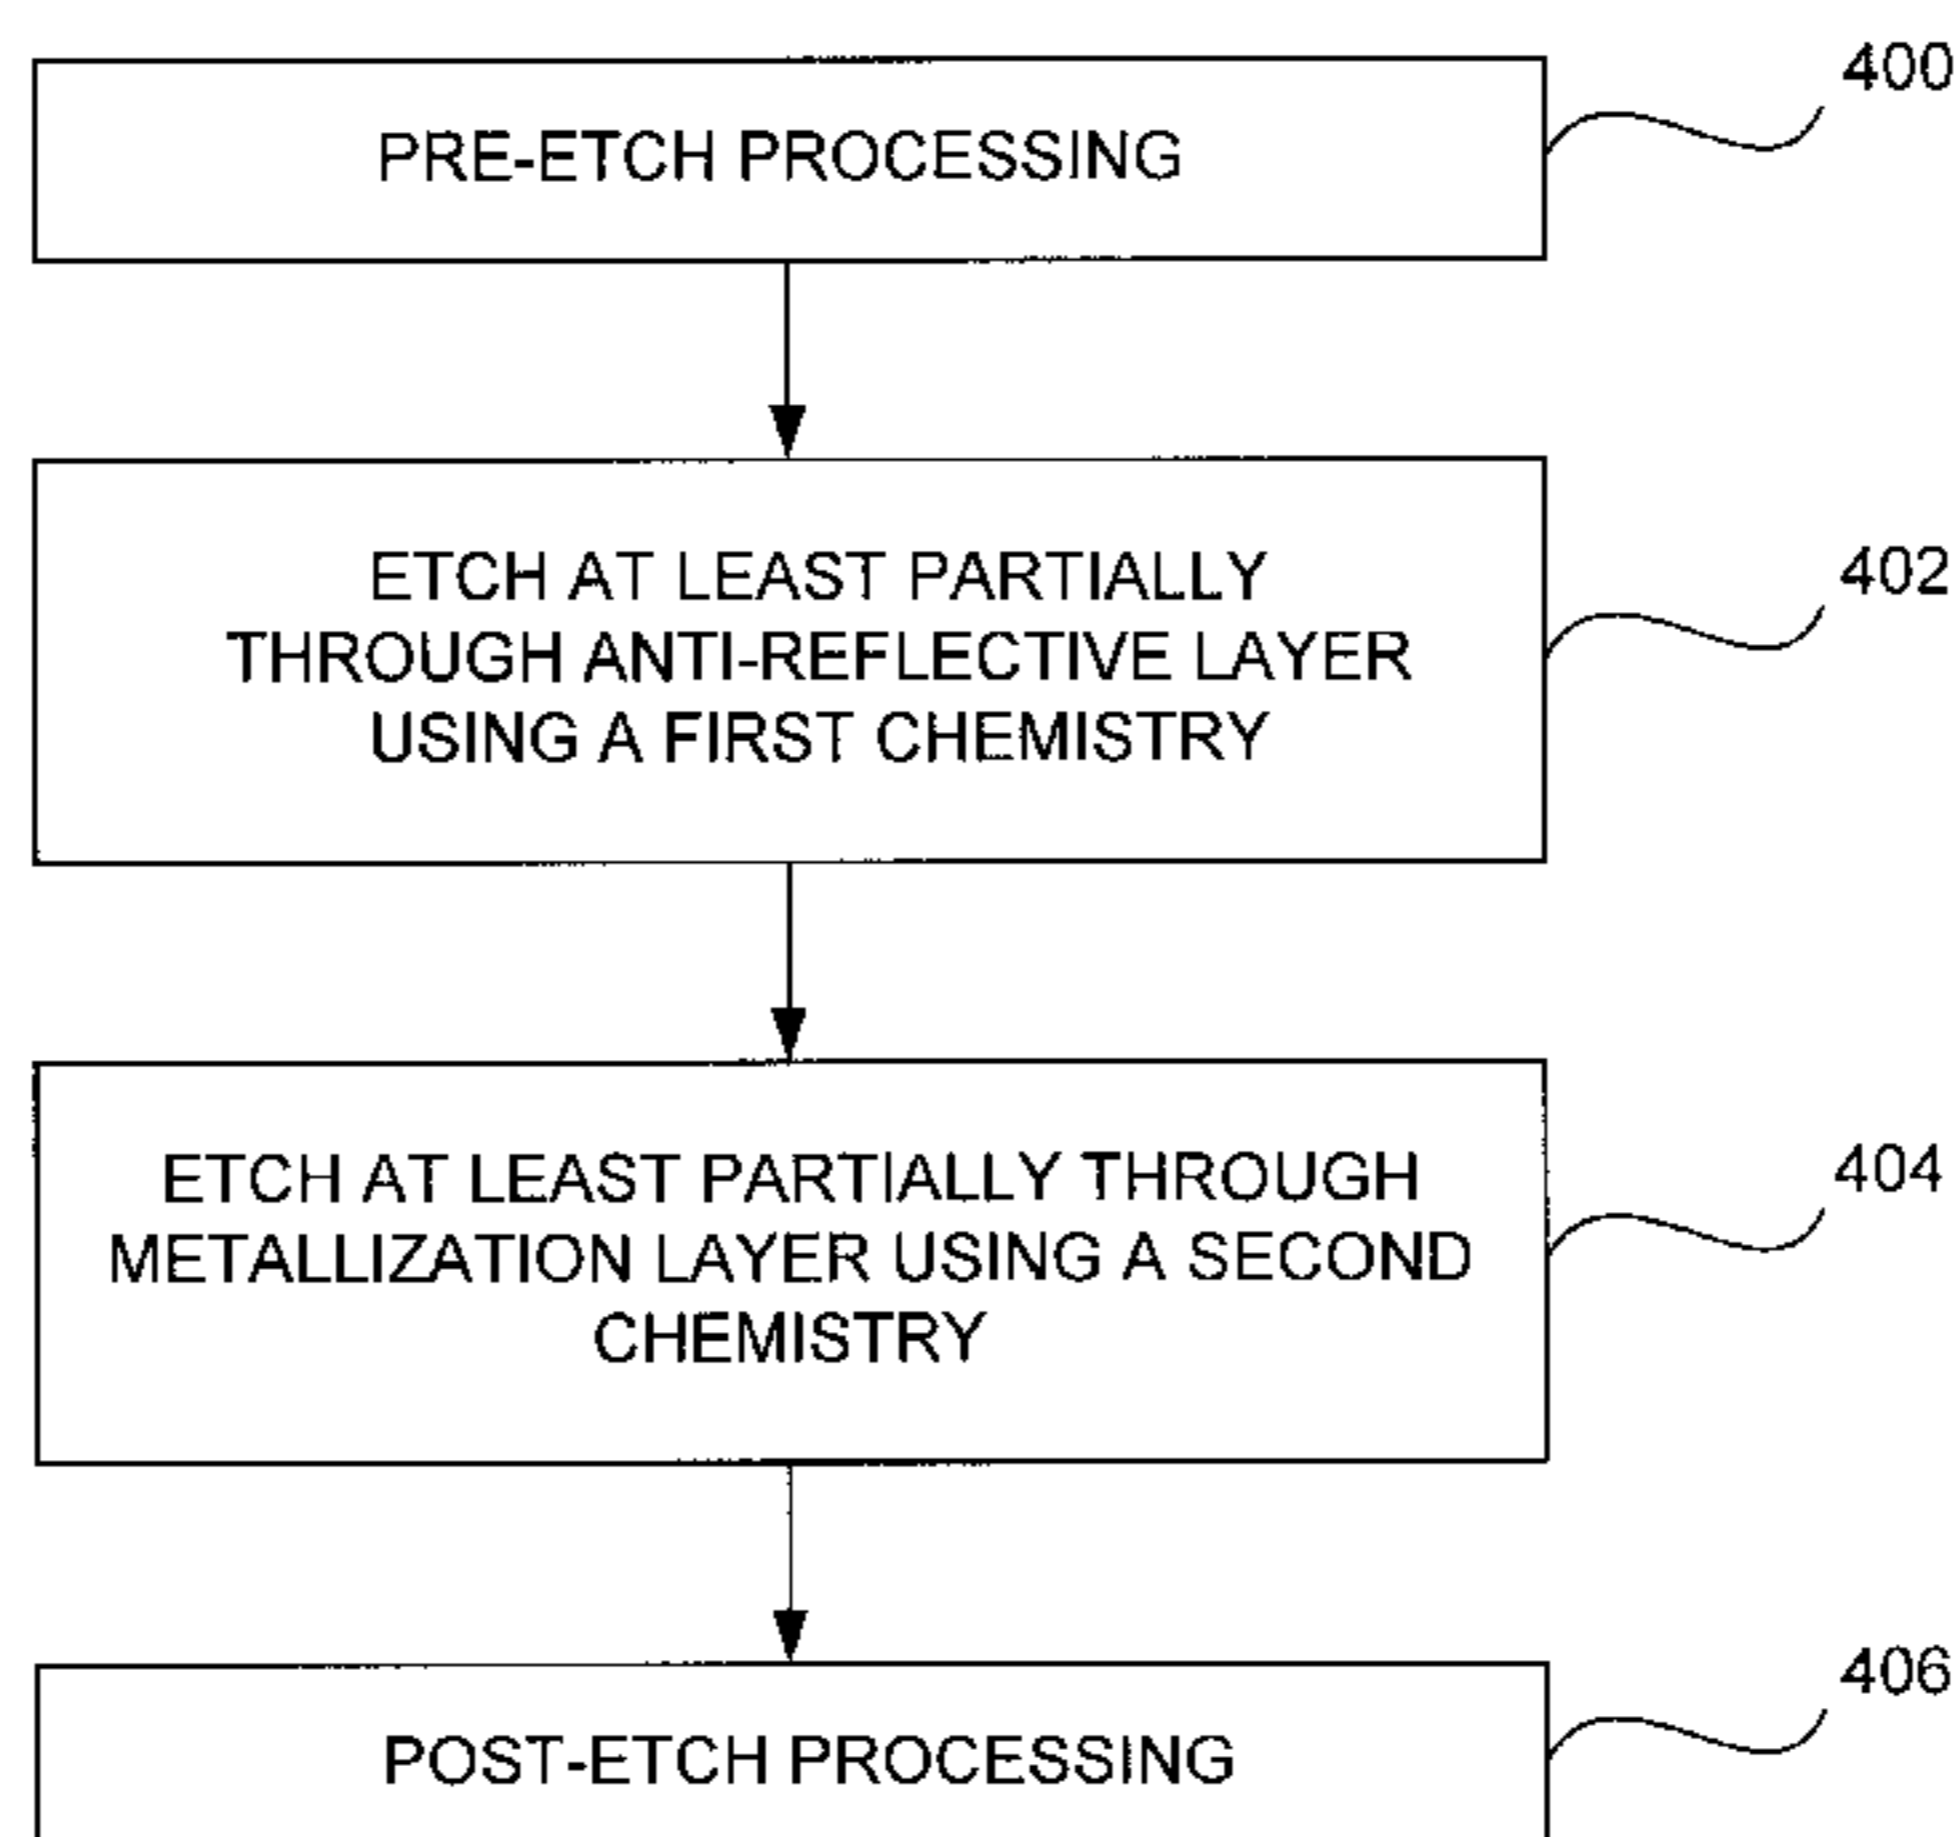 400
PRE-ETCH PROCESSING
402
ETCH AT LEAST PARTIALLY
THROUGH ANTI-REFLECTIVE LAYER
USING A FIRST CHEMISTRY
404
ETCH AT LEAST PARTIALLY THROUGH
METALLIZATION LAYER USING A SECOND
CHEMISTRY
406
POST-ETCH PROCESSING